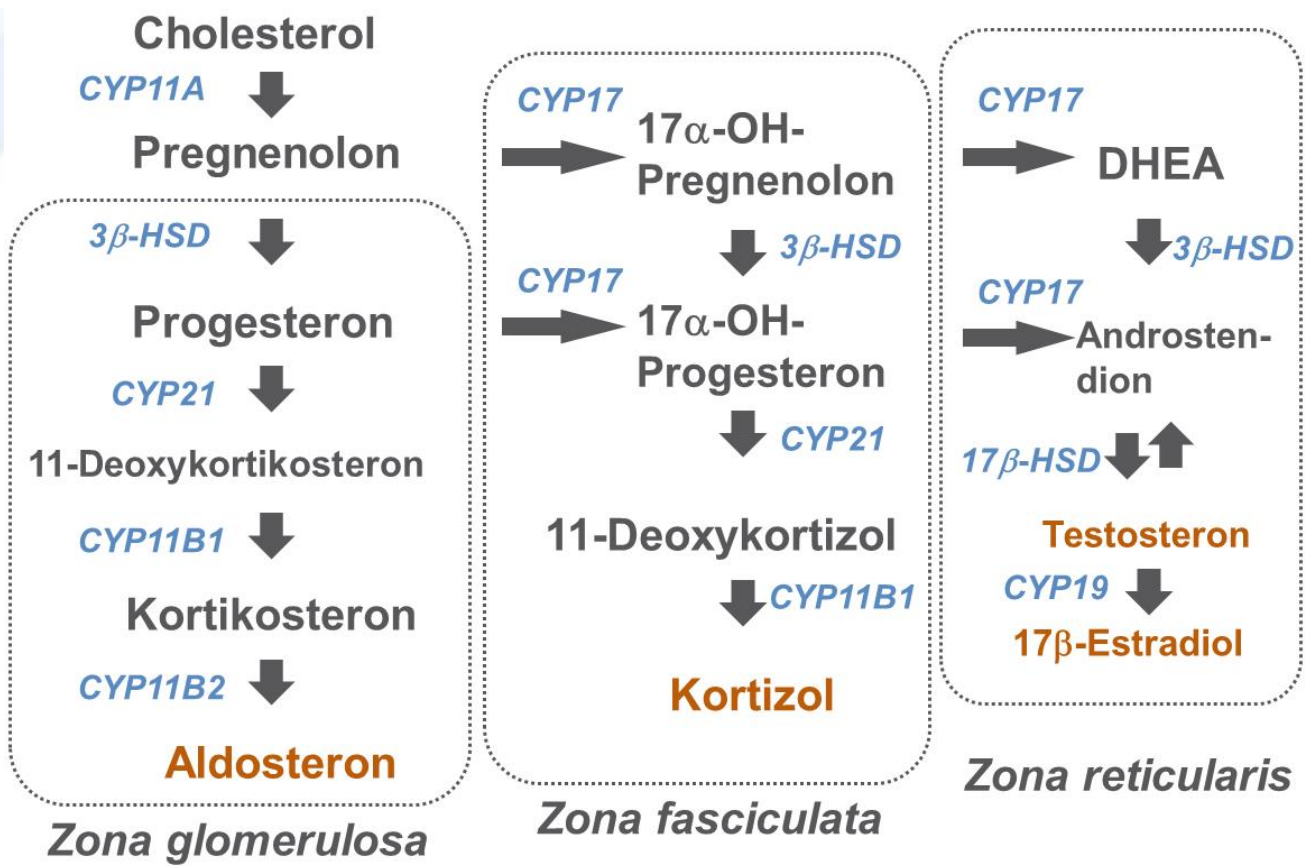 Cholesterol
CYP11A
Pregnenolon
3β-HSD
Progesteron
CYP21
11-Deoxykortikosteron
CYP11B1
Kortikosteron
CYP11B2
Aldosteron
Zona glomerulosa
CYP17
17α-OH-
Pregnenolon
3β-HSD
CYP17
17α-OH-
Progesteron
CYP21
11-Deoxykortizol
CYP11B1
Kortizol
Zona fasciculata
CYP17
DHEA
3β-HSD
CYP17
Androsten-
dion
17β-HSD
Testosteron
CYP19
17β-Estradiol
Zona reticularis